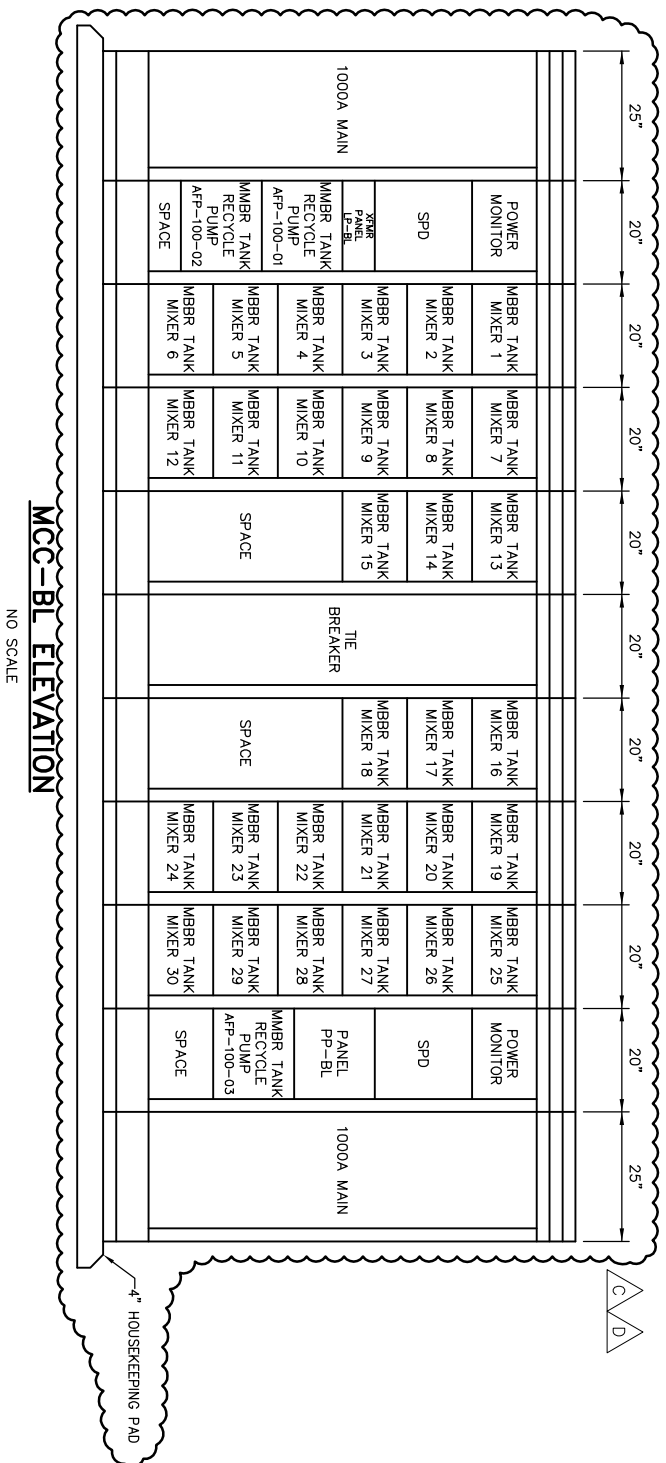 25"
20"
20"
20"
20"
20"
20"
20"
20"
20"
25"
C
D
1000A MAIN
POWER
MONITOR
SPD
XFMR
PANEL
LP-BL
MMBR TANK
RECYCLE
PUMP
AFP-100-01
MMBR TANK
RECYCLE
PUMP
AFP-100-02
SPACE
MBBR TANK
MIXER 1
MBBR TANK
MIXER 2
MBBR TANK
MIXER 3
MBBR TANK
MIXER 4
MBBR TANK
MIXER 5
MBBR TANK
MIXER 6
MBBR TANK
MIXER 7
MBBR TANK
MIXER 8
MBBR TANK
MIXER 9
MBBR TANK
MIXER 10
MBBR TANK
MIXER 11
MBBR TANK
MIXER 12
MBBR TANK
MIXER 13
MBBR TANK
MIXER 14
MBBR TANK
MIXER 15
SPACE
TIE
BREAKER
MBBR TANK
MIXER 16
MBBR TANK
MIXER 17
MBBR TANK
MIXER 18
SPACE
MBBR TANK
MIXER 19
MBBR TANK
MIXER 20
MBBR TANK
MIXER 21
MBBR TANK
MIXER 22
MBBR TANK
MIXER 23
MBBR TANK
MIXER 24
MBBR TANK
MIXER 25
MBBR TANK
MIXER 26
MBBR TANK
MIXER 27
MBBR TANK
MIXER 28
MBBR TANK
MIXER 29
MBBR TANK
MIXER 30
POWER
MONITOR
SPD
PANEL
PP-BL
MMBR TANK
RECYCLE
PUMP
AFP-100-03
SPACE
1000A MAIN
4" HOUSEKEEPING PAD
MCC-BL ELEVATION
NO SCALE